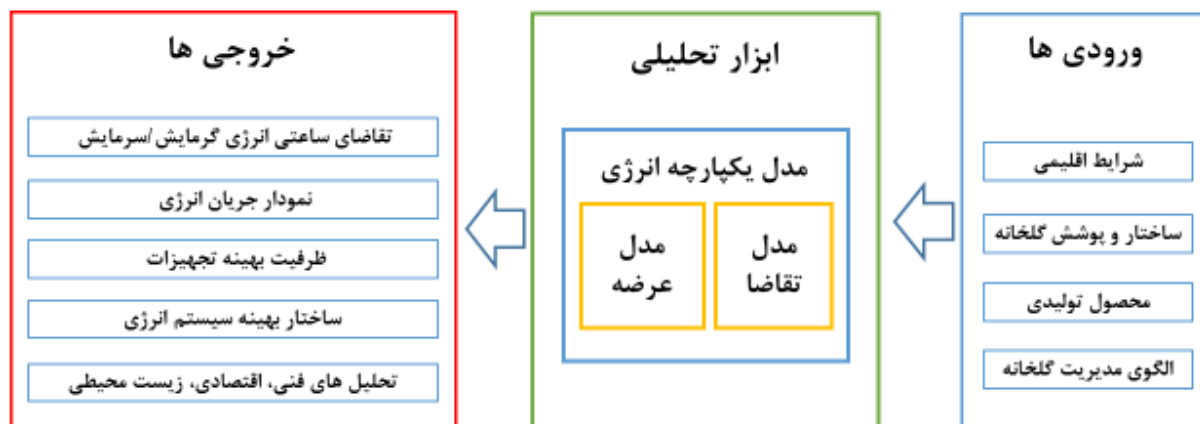 ورودی ها
شرایط اقلیمی
ساختار و پوشش گلخانه
محصول تولیدی
الگوی مدیریت گلخانه
ابزار تحلیلی
مدل یکپارچه انرژی
مدل
تقاضا
مدل
عرضه
خروجی ها
تقاضای ساعتی انرژی گرمایش/سرمایش
نمودار جریان انرژی
ظرفیت بهینه تجهیزات
ساختار بهینه سیستم انرژی
تحلیل های فنی، اقتصادی، زیست محیطی